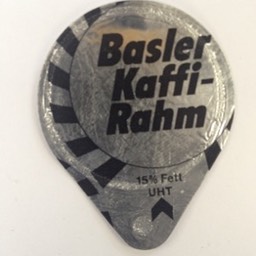 Basler
Kaffi-
Rahm
15% Fett
UHT